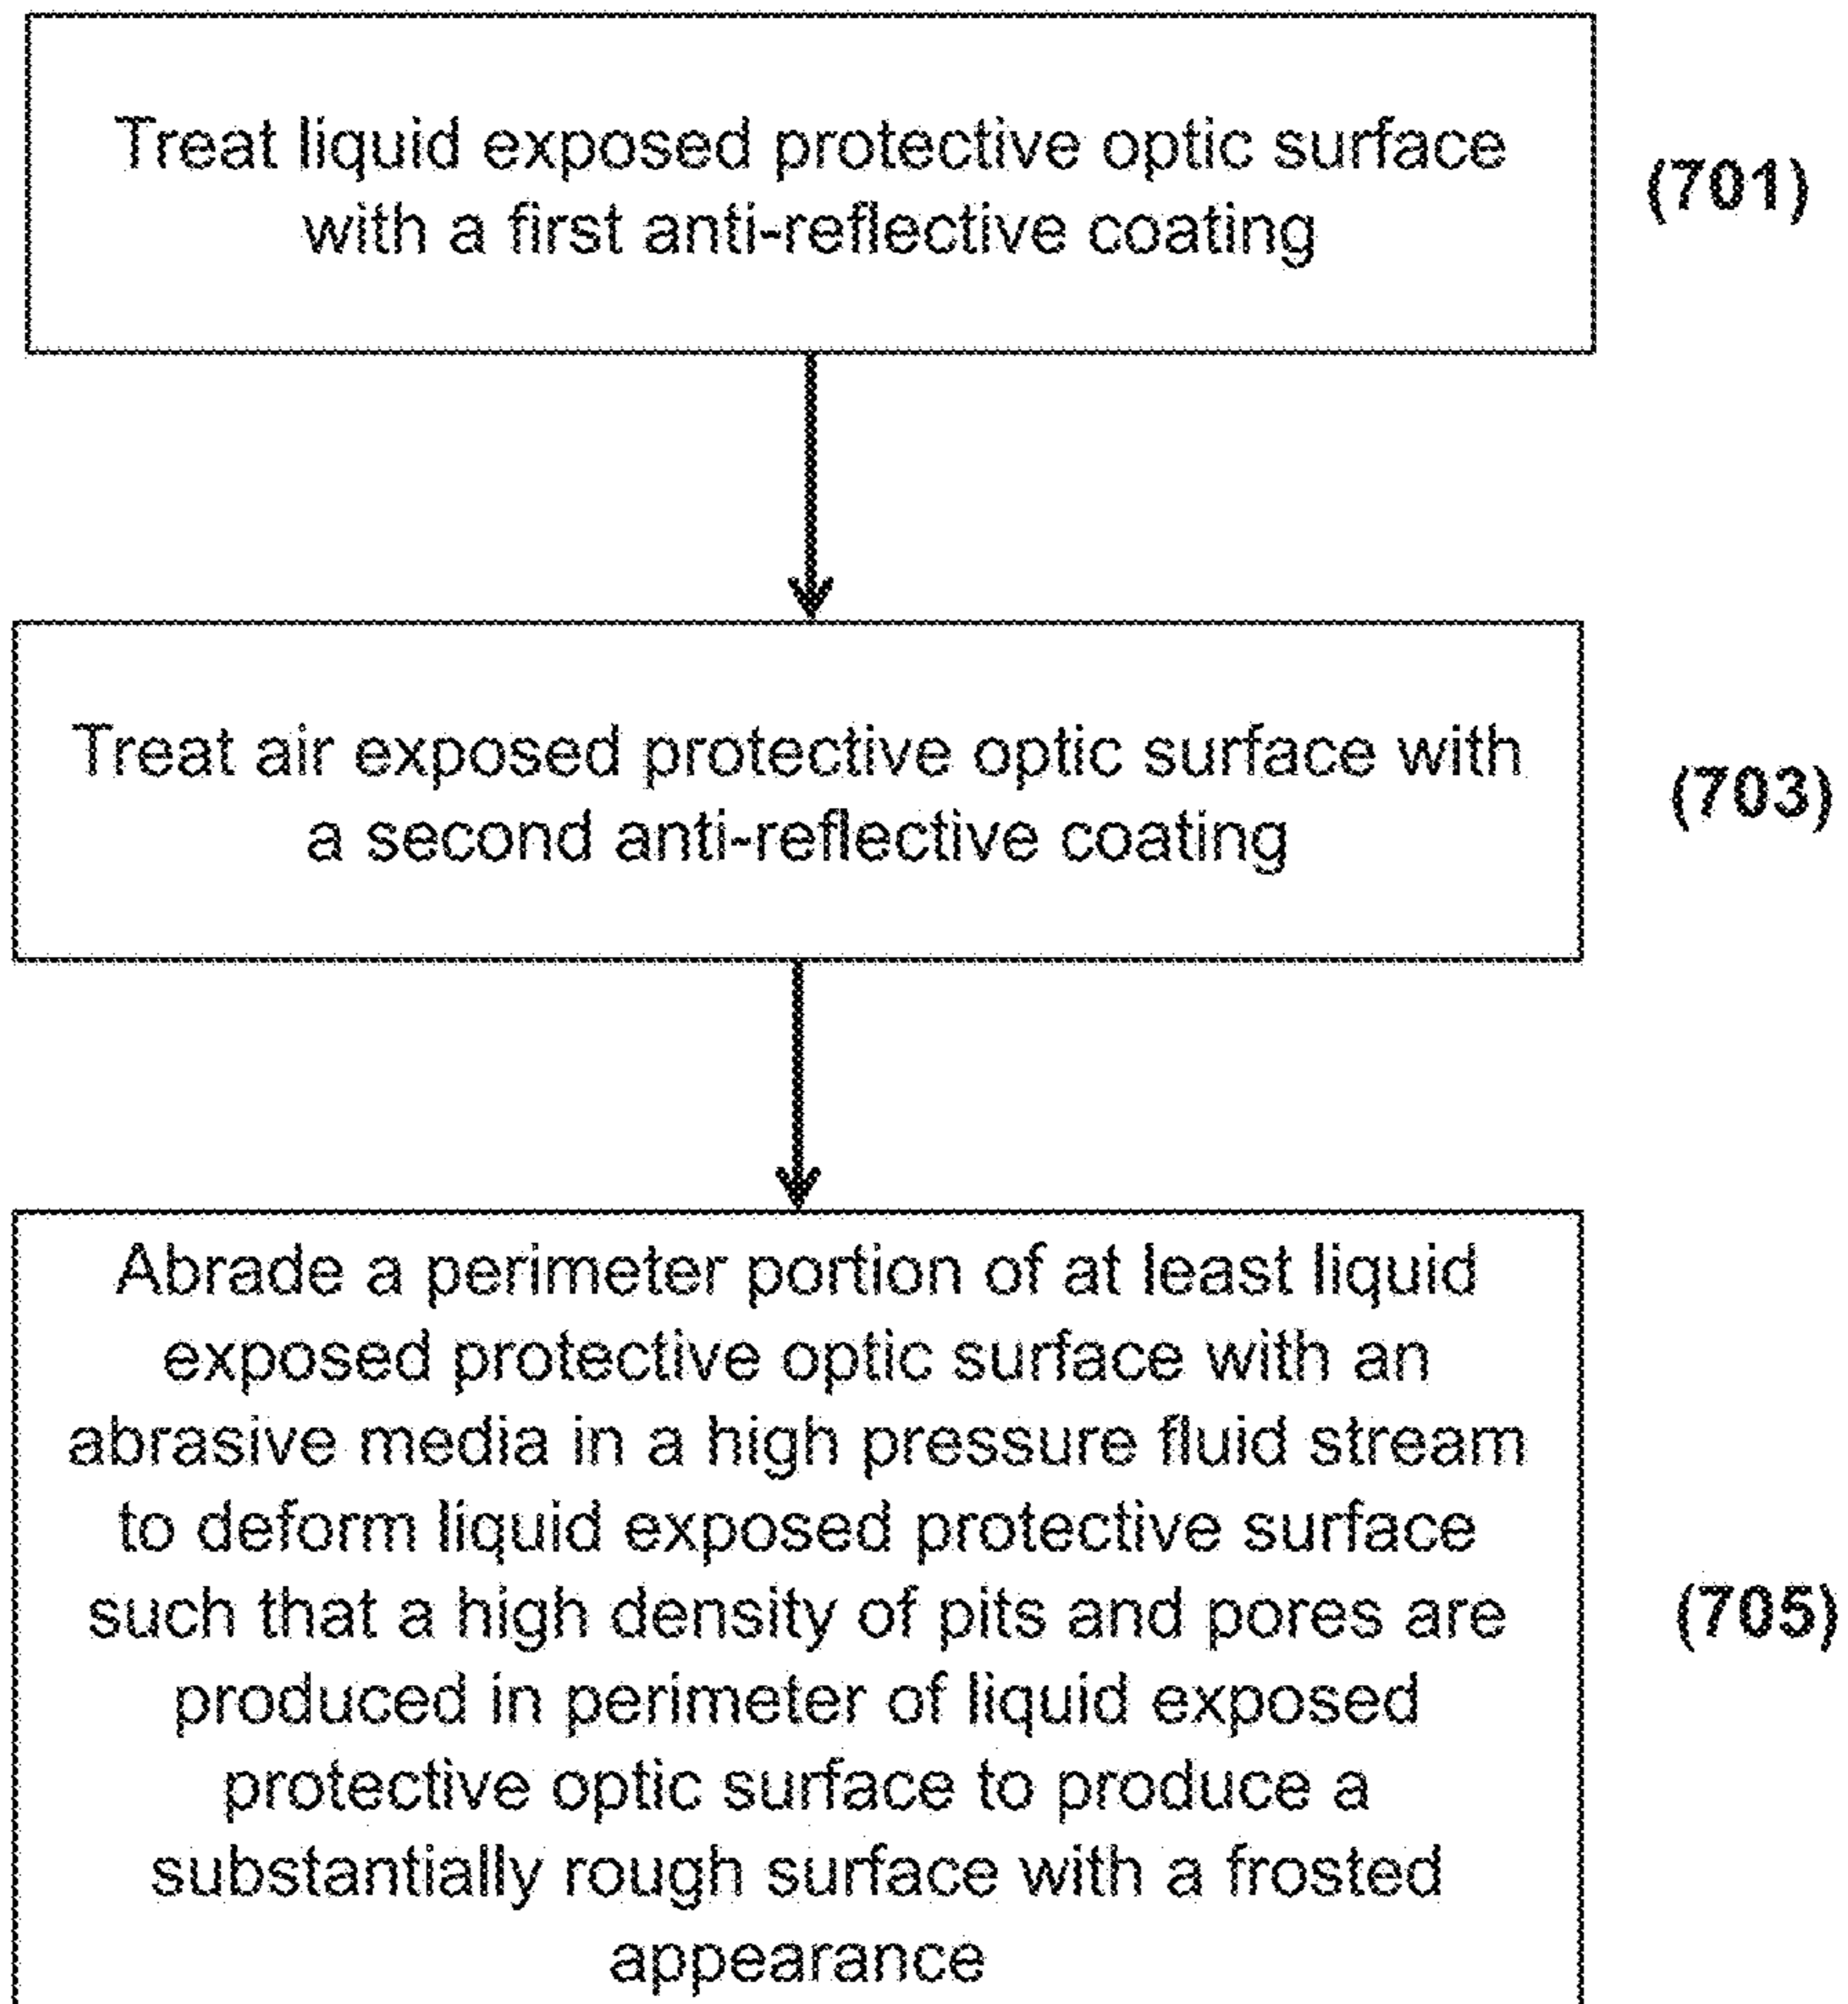 Treat liquid exposed protective optic surface
with a first anti-reflective coating
(701)
Treat air exposed protective optic surface with
a second anti-reflective coating
(703)
Abrade a perimeter portion of at least liquid
exposed protective optic surface with an
abrasive media in a high pressure fluid stream
to deform liquid exposed protective surface
such that a high density of pits and pores are
produced in perimeter of liquid exposed
protective optic surface to produce a
substantially rough surface with a frosted
appearance
(705)